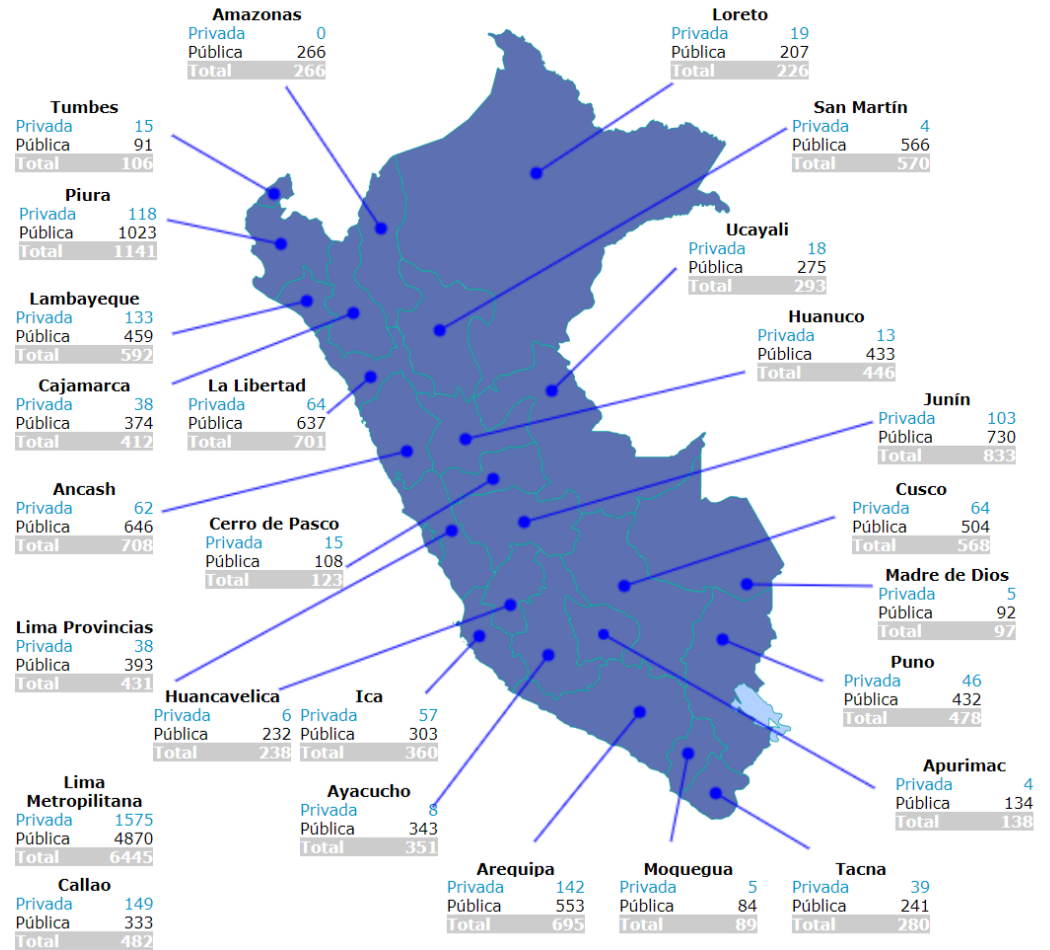 Amazonas
Privada 0
Pública 266
Total 266
Loreto
Privada 19
Pública 207
Total 226
Tumbes
Privada 15
Pública 91
Total 106
San Martín
Privada 4
Pública 566
Total 570
Piura
Privada 118
Pública 1023
Total 1141
Ucayali
Privada 18
Pública 275
Total 293
Lambayeque
Privada 133
Pública 459
Total 592
Huanuco
Privada 13
Pública 433
Total 446
Cajamarca
Privada 38
Pública 374
Total 412
La Libertad
Privada 64
Pública 637
Total 701
Junín
Privada 103
Pública 730
Total 833
Ancash
Privada 62
Pública 646
Total 708
Cusco
Privada 64
Pública 504
Total 568
Cerro de Pasco
Privada 15
Pública 108
Total 123
Madre de Dios
Privada 5
Pública 92
Total 97
Lima Provincias
Privada 38
Pública 393
Total 431
Puno
Privada 46
Pública 432
Total 478
Huancavelica
Privada 6
Pública 232
Total 238
Ica
Privada 57
Pública 303
Total 360
Apurimac
Privada 4
Pública 134
Total 138
Lima
Metropilitana
Privada 1575
Pública 4870
Total 6445
Ayacucho
Privada 8
Pública 343
Total 351
Arequipa
Privada 142
Pública 553
Total 695
Moquegua
Privada 5
Pública 84
Total 89
Tacna
Privada 39
Pública 241
Total 280
Callao
Privada 149
Pública 333
Total 482